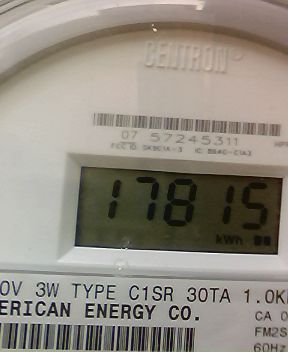 CENTRON®
07 57245311
17815
kWh
0V 3W TYPE C1SR 30TA 1.0K
ERICAN ENERGY CO.
CA 0
FM2S
60Hz